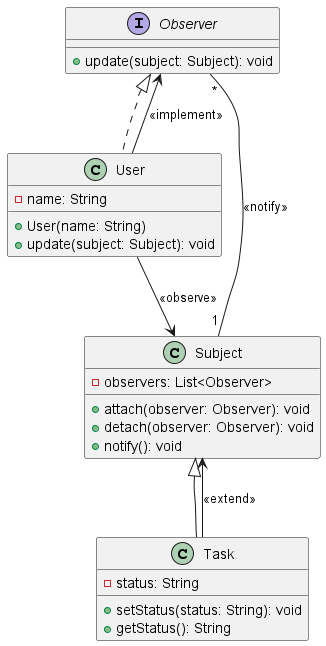 I Observer
update(subject: Subject): void
«implement»
*
C User
name: String
User(name: String)
update(subject: Subject): void
«notify»
«observe»
1
C Subject
observers: List<Observer>
attach(observer: Observer): void
detach(observer: Observer): void
notify(): void
«extend»
C Task
status: String
setStatus(status: String): void
getStatus(): String